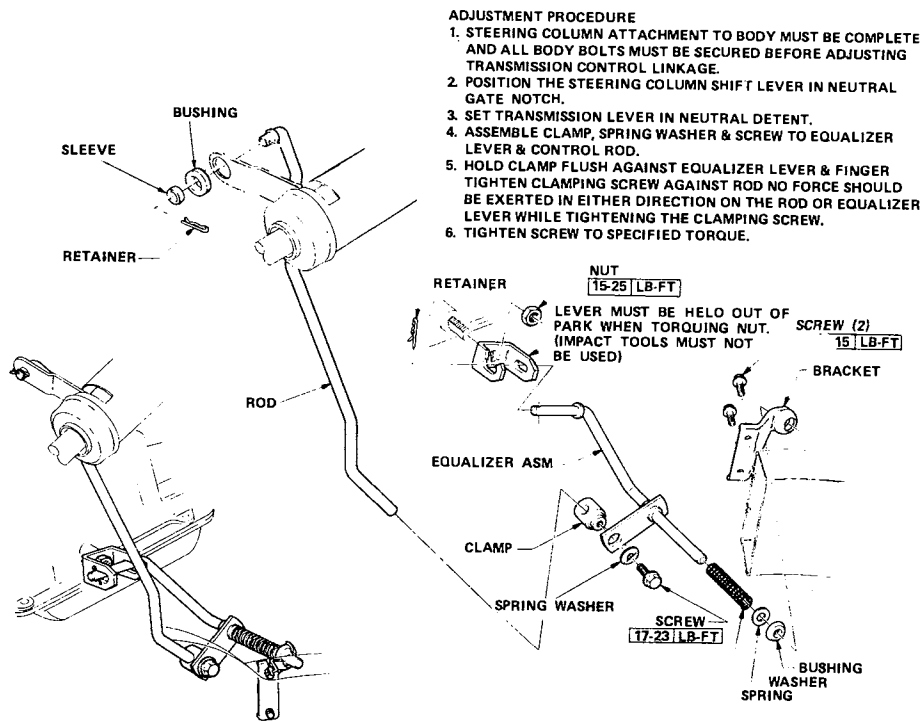 ADJUSTMENT PROCEDURE
1. STEERING COLUMN ATTACHMENT TO BODY MUST BE COMPLETE
AND ALL BODY BOLTS MUST BE SECURED BEFORE ADJUSTING
TRANSMISSION CONTROL LINKAGE.
2. POSITION THE STEERING COLUMN SHIFT LEVER IN NEUTRAL
GATE NOTCH.
3. SET TRANSMISSION LEVER IN NEUTRAL DETENT.
4. ASSEMBLE CLAMP, SPRING WASHER & SCREW TO EQUALIZER
LEVER & CONTROL ROD.
5. HOLD CLAMP FLUSH AGAINST EQUALIZER LEVER & FINGER
TIGHTEN CLAMPING SCREW AGAINST ROD NO FORCE SHOULD
BE EXERTED IN EITHER DIRECTION ON THE ROD OR EQUALIZER
LEVER WHILE TIGHTENING THE CLAMPING SCREW.
6. TIGHTEN SCREW TO SPECIFIED TORQUE.
BUSHING
SLEEVE
RETAINER
ROD
RETAINER
NUT
15-25 LB-FT
LEVER MUST BE HELO OUT OF
PARK WHEN TORQUING NUT.
(IMPACT TOOLS MUST NOT
BE USED)
SCREW (2)
15 LB-FT
BRACKET
EQUALIZER ASM
CLAMP
SPRING WASHER
SCREW
17-23 LB-FT
BUSHING
WASHER
SPRING